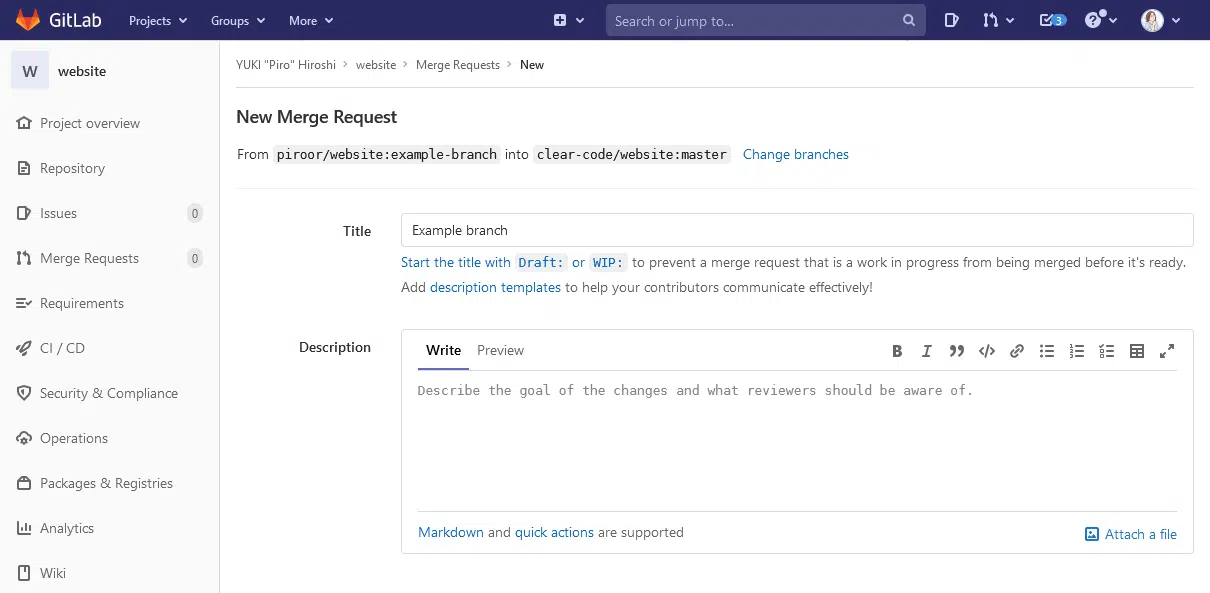 GitLab Projects Groups More Search or jump to... 3
W website
YUKI "Piro" Hiroshi > website > Merge Requests > New
Project overview
Repository
Issues 0
Merge Requests 0
Requirements
CI / CD
Security & Compliance
Operations
Packages & Registries
Analytics
Wiki
New Merge Request
From piroor/website:example-branch into clear-code/website:master Change branches
Title
Example branch
Start the title with Draft: or WIP: to prevent a merge request that is a work in progress from being merged before it's ready.
Add description templates to help your contributors communicate effectively!
Description
Write Preview
Describe the goal of the changes and what reviewers should be aware of.
Markdown and quick actions are supported
Attach a file